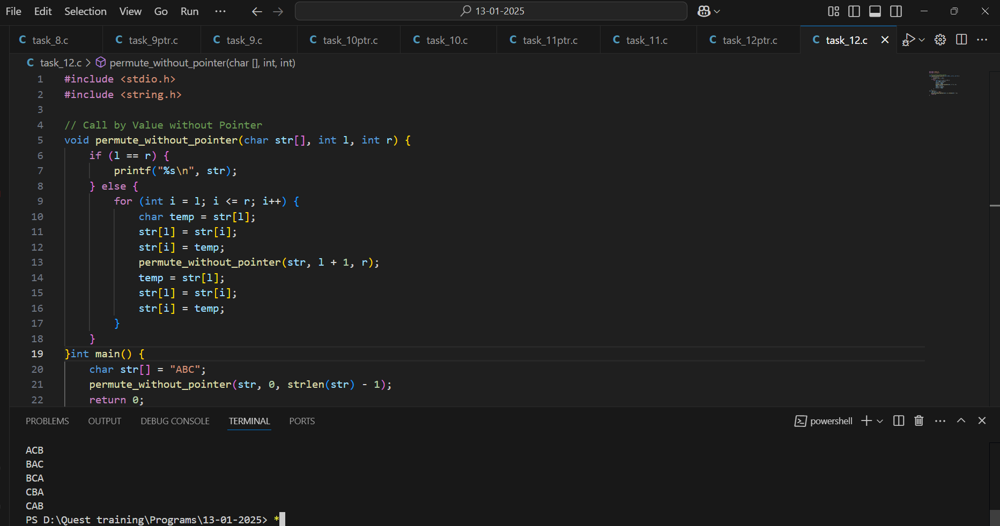 File Edit Selection View Go Run ··· 13-01-2025
C task_8.c C task_9ptr.c C task_9.c C task_10ptr.c C task_10.c C task_11ptr.c C task_11.c C task_12ptr.c C task_12.c
C task_12.c > permute_without_pointer(char [], int, int)
1 #include <stdio.h>
2 #include <string.h>
3
4 // Call by Value without Pointer
5 void permute_without_pointer(char str[], int l, int r) {
6     if (l == r) {
7         printf("%s\n", str);
8     } else {
9         for (int i = l; i <= r; i++) {
10             char temp = str[l];
11             str[l] = str[i];
12             str[i] = temp;
13             permute_without_pointer(str, l + 1, r);
14             temp = str[l];
15             str[l] = str[i];
16             str[i] = temp;
17         }
18     }
19 }int main() {
20     char str[] = "ABC";
21     permute_without_pointer(str, 0, strlen(str) - 1);
22     return 0;
PROBLEMS OUTPUT DEBUG CONSOLE TERMINAL PORTS powershell
ACB
BAC
BCA
CBA
CAB
PS D:\Quest training\Programs\13-01-2025> *